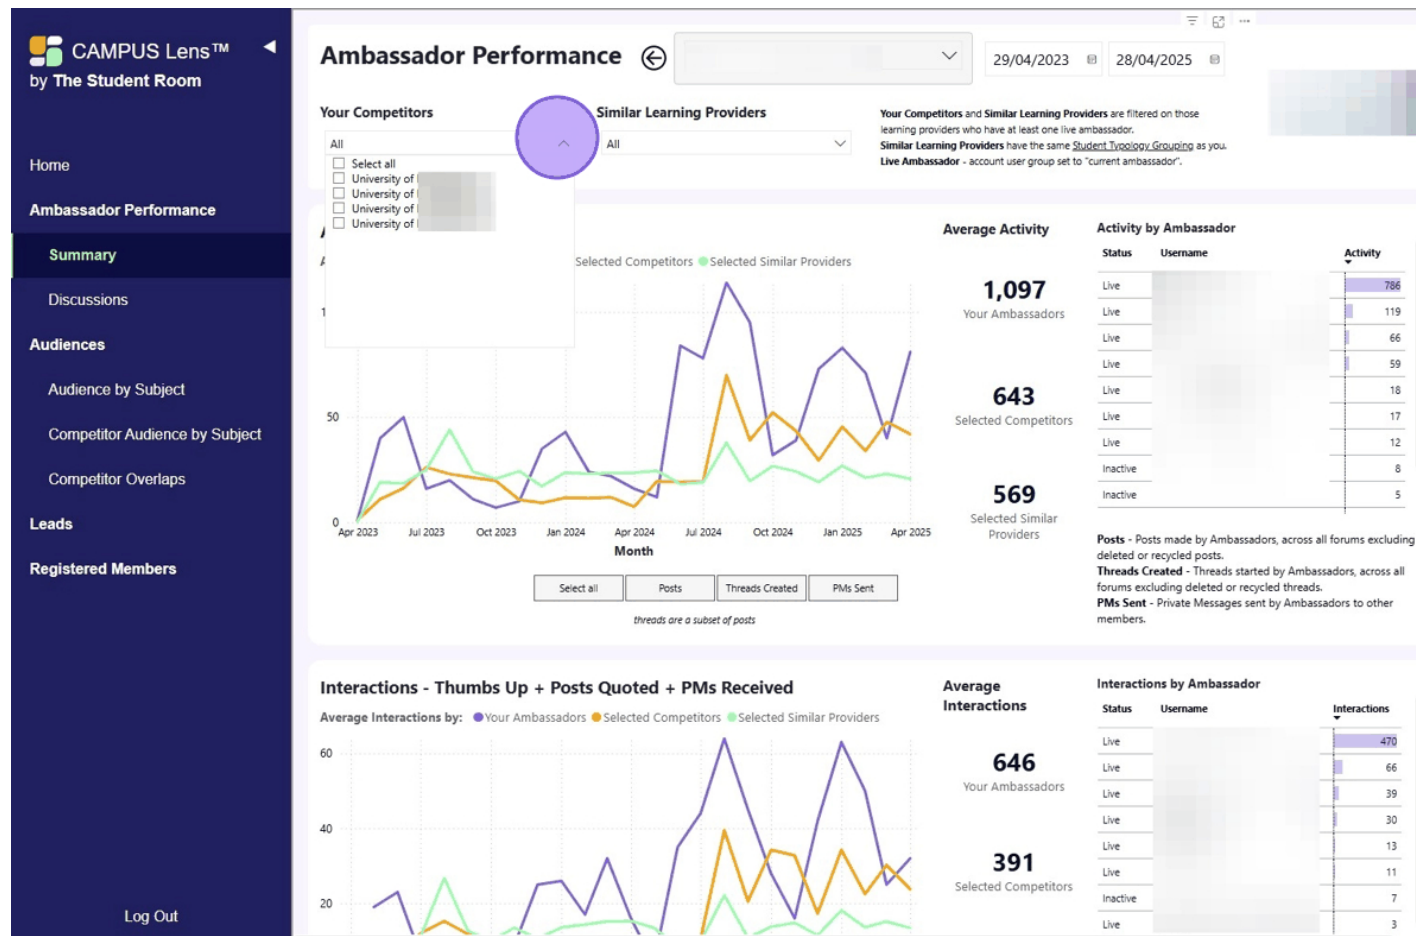 CAMPUS Lens™
by The Student Room
Home
Ambassador Performance
Summary
Discussions
Audiences
Audience by Subject
Competitor Audience by Subject
Competitor Overlaps
Leads
Registered Members
Log Out
Ambassador Performance
29/04/2023
28/04/2025
Your Competitors
All
Select all
University of
University of
University of
University of
Similar Learning Providers
All
Your Competitors and Similar Learning Providers are filtered on those
learning providers who have at least one live ambassador.
Similar Learning Providers have the same Student Typology Grouping as you.
Live Ambassador - account user group set to "current ambassador".
Selected Competitors
Selected Similar Providers
50
0
Apr 2023
Jul 2023
Oct 2023
Jan 2024
Apr 2024
Jul 2024
Oct 2024
Jan 2025
Apr 2025
Month
Select all
Posts
Threads Created
PMs Sent
threads are a subset of posts
Average Activity
1,097
Your Ambassadors
643
Selected Competitors
569
Selected Similar
Providers
Activity by Ambassador
Status Username Activity
Live 786
Live 119
Live 66
Live 59
Live 18
Live 17
Live 12
Inactive 8
Inactive 5
Posts - Posts made by Ambassadors, across all forums excluding
deleted or recycled posts.
Threads Created - Threads started by Ambassadors, across all
forums excluding deleted or recycled threads.
PMs Sent - Private Messages sent by Ambassadors to other
members.
Interactions - Thumbs Up + Posts Quoted + PMs Received
Average Interactions by: Your Ambassadors Selected Competitors Selected Similar Providers
60
40
20
Average
Interactions
646
Your Ambassadors
391
Selected Competitors
Interactions by Ambassador
Status Username Interactions
Live 470
Live 66
Live 39
Live 30
Live 13
Live 11
Inactive 7
Live 3